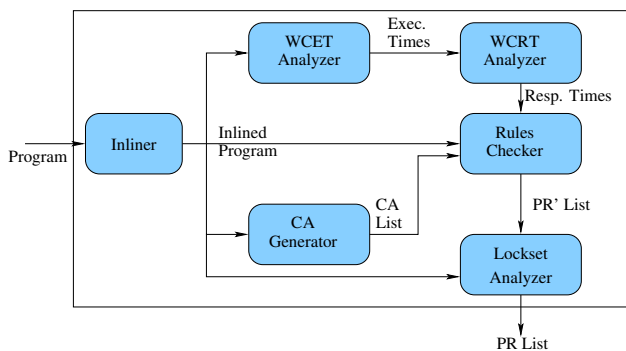 Exec.
Times
WCET
Analyzer
WCRT
Analyzer
Resp. Times
Program
Inliner
Inlined
Program
Rules
Checker
CA
Generator
CA
List
PR' List
Lockset
Analyzer
PR List